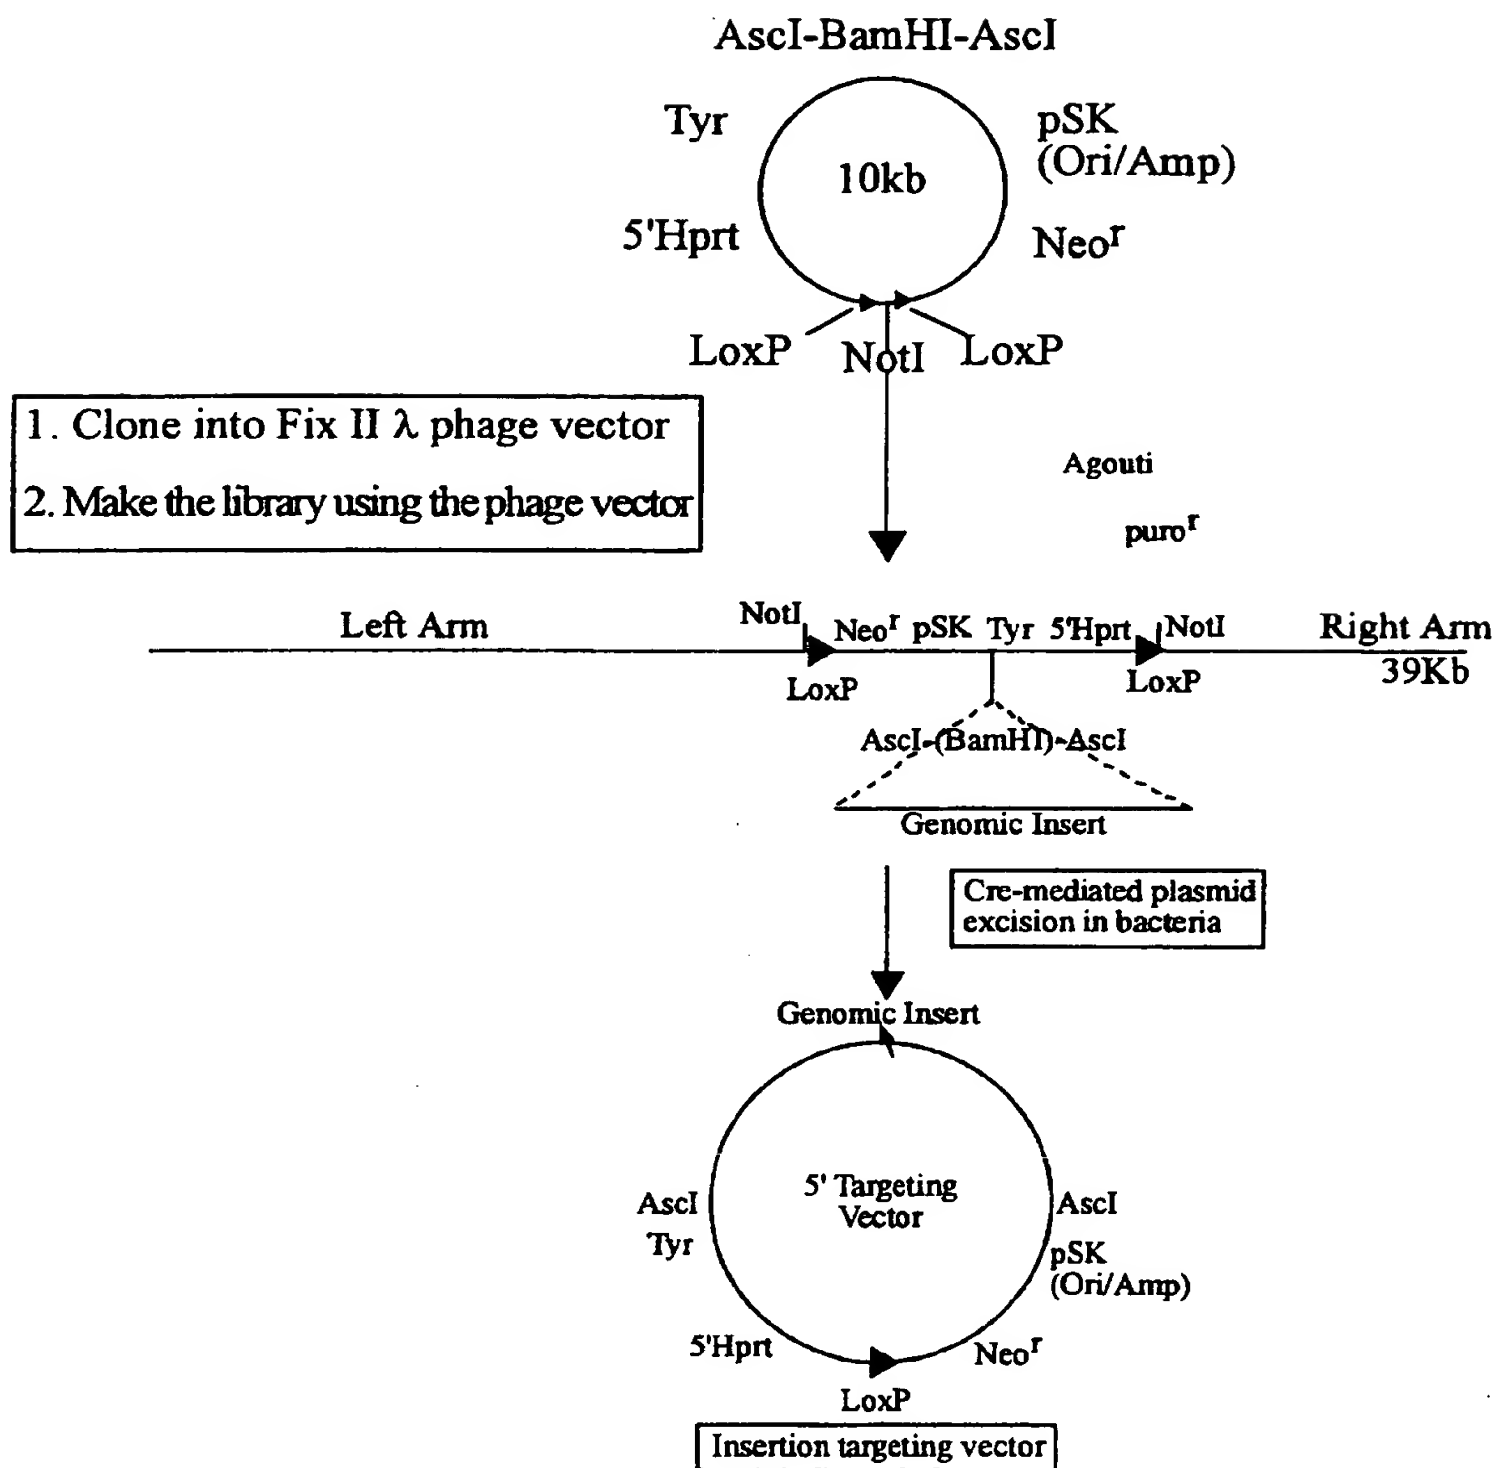 AscI-BamHI-AscI
Tyr
pSK
(Ori/Amp)
10kb
5'Hprt
Neor
LoxP
NotI
LoxP
1. Clone into Fix II λ phage vector
2. Make the library using the phage vector
Agouti
puror
Left Arm
NotI
Neor pSK Tyr 5'Hprt
NotI
Right Arm
LoxP
LoxP
39Kb
AscI-(BamHI)-AscI
Genomic Insert
Cre-mediated plasmid
excision in bacteria
Genomic Insert
AscI
5' Targeting
Vector
AscI
Tyr
pSK
(Ori/Amp)
5'Hprt
Neor
LoxP
Insertion targeting vector